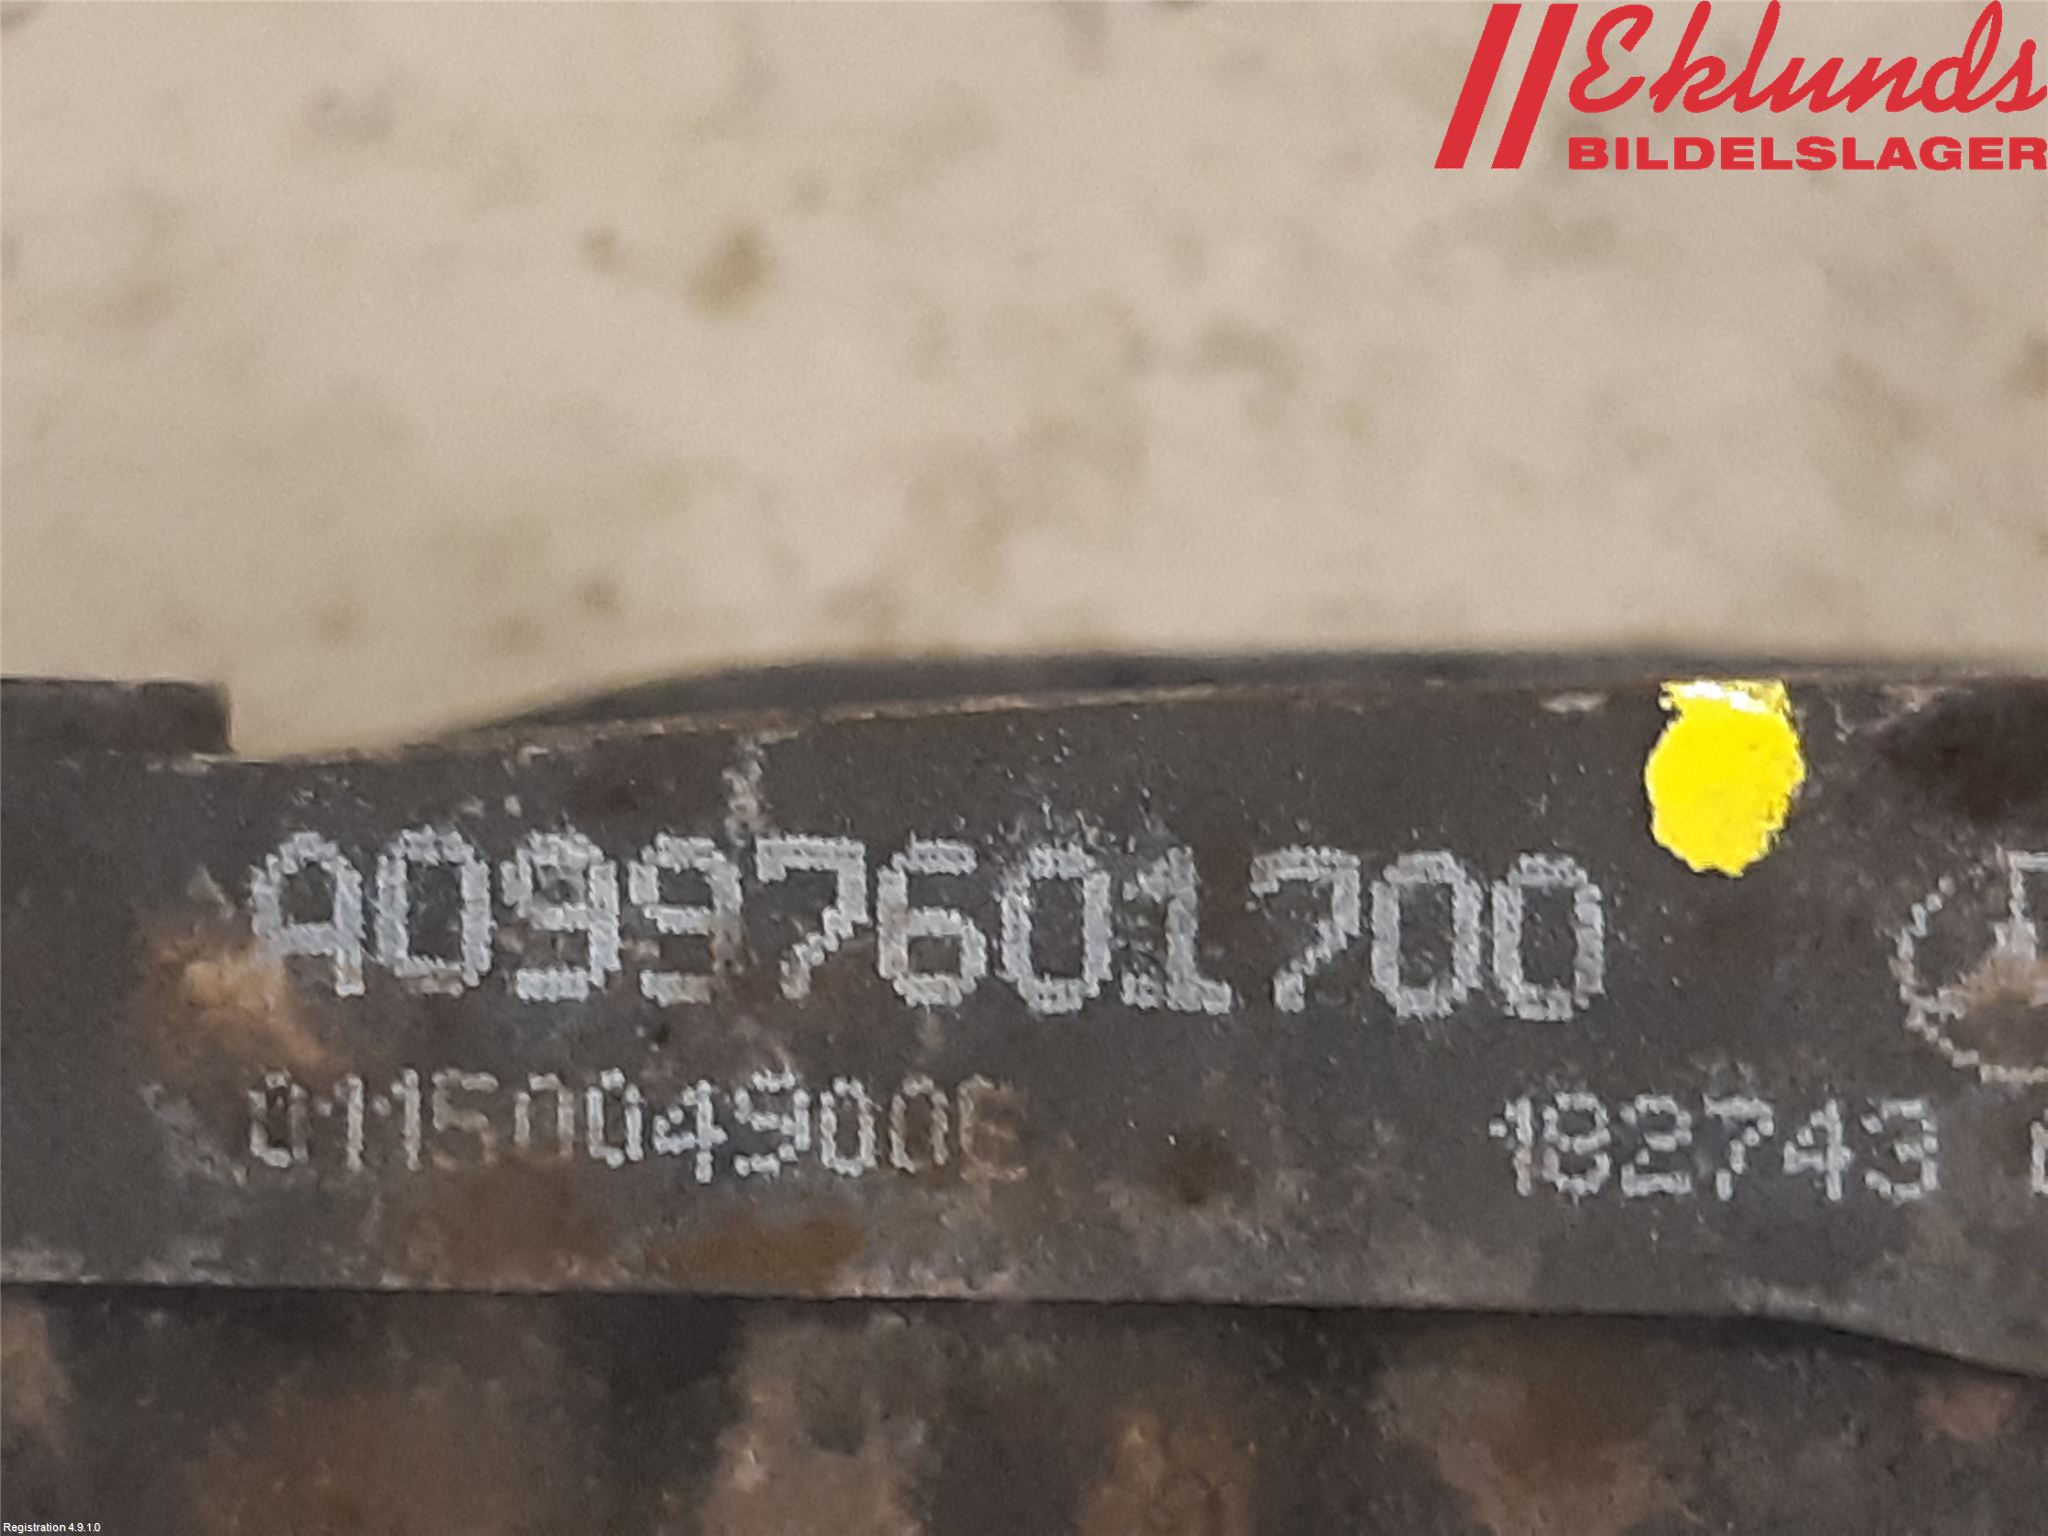 Eklunds
BILDELSLAGER
A0997601700
01150049006 182743
Registration 4.9.1.0